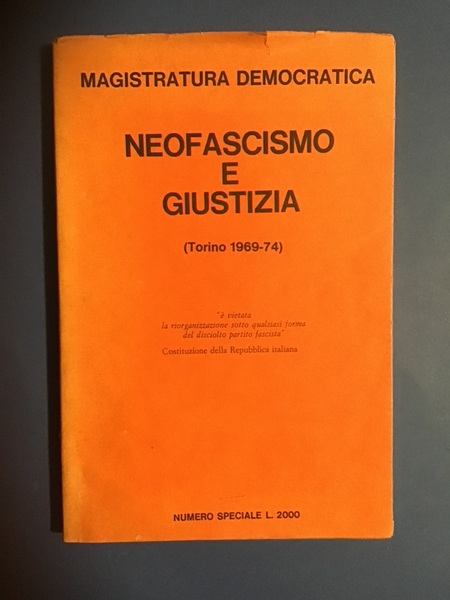 MAGISTRATURA DEMOCRATICA
NEOFASCISMO
E
GIUSTIZIA
(Torino 1969-74)
"è vietata
la riorganizzazione sotto qualsiasi forma
del disciolto partito fascista"
Costituzione della Repubblica italiana
NUMERO SPECIALE L. 2000